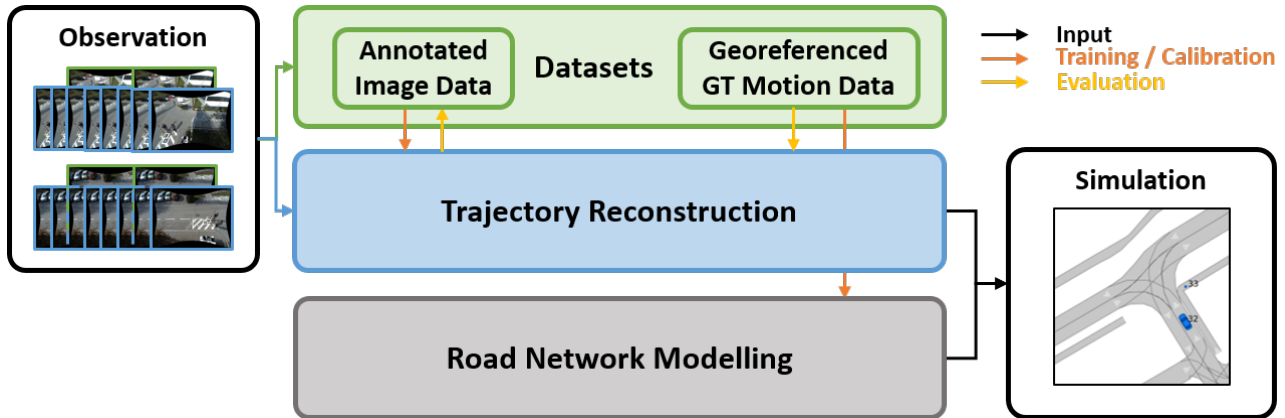 Observation
Annotated
Image Data
Datasets
Georeferenced
GT Motion Data
Input
Training / Calibration
Evaluation
Trajectory Reconstruction
Simulation
33
32
Road Network Modelling